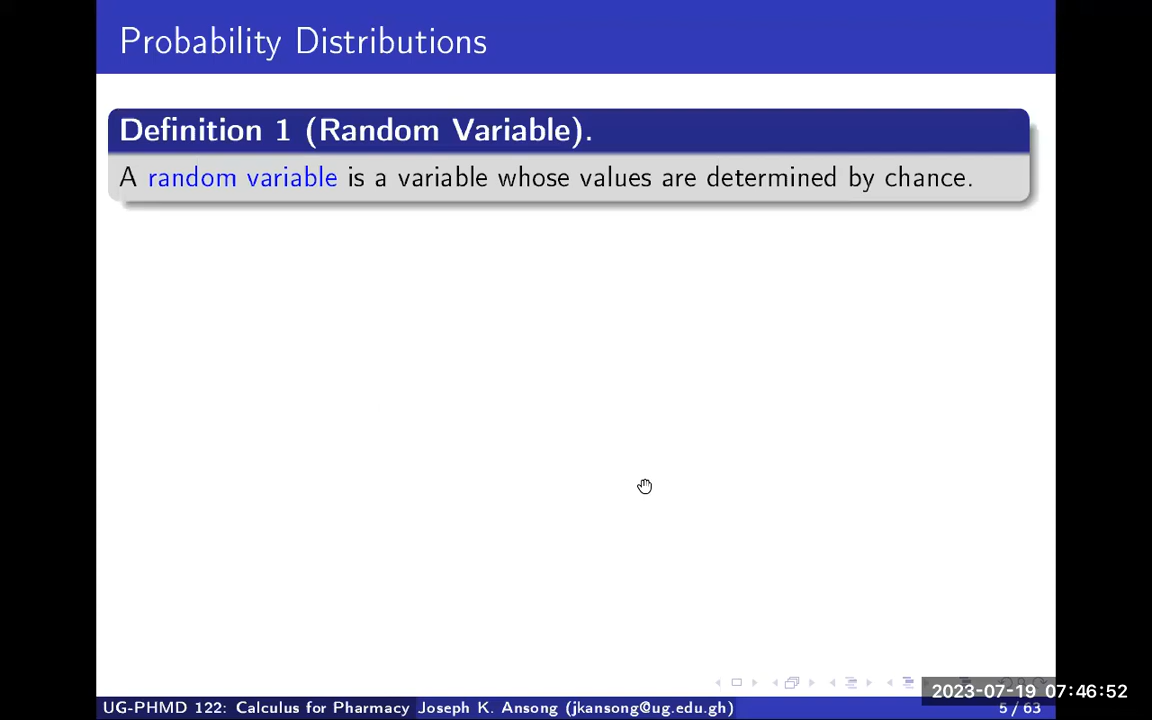 Probability Distributions
Definition 1 (Random Variable).
A random variable is a variable whose values are determined by chance.
2023-07-19 07:46:52
UG-PHMD 122: Calculus for Pharmacy Joseph K. Ansong (jkansong@ug.edu.gh) 5 / 63